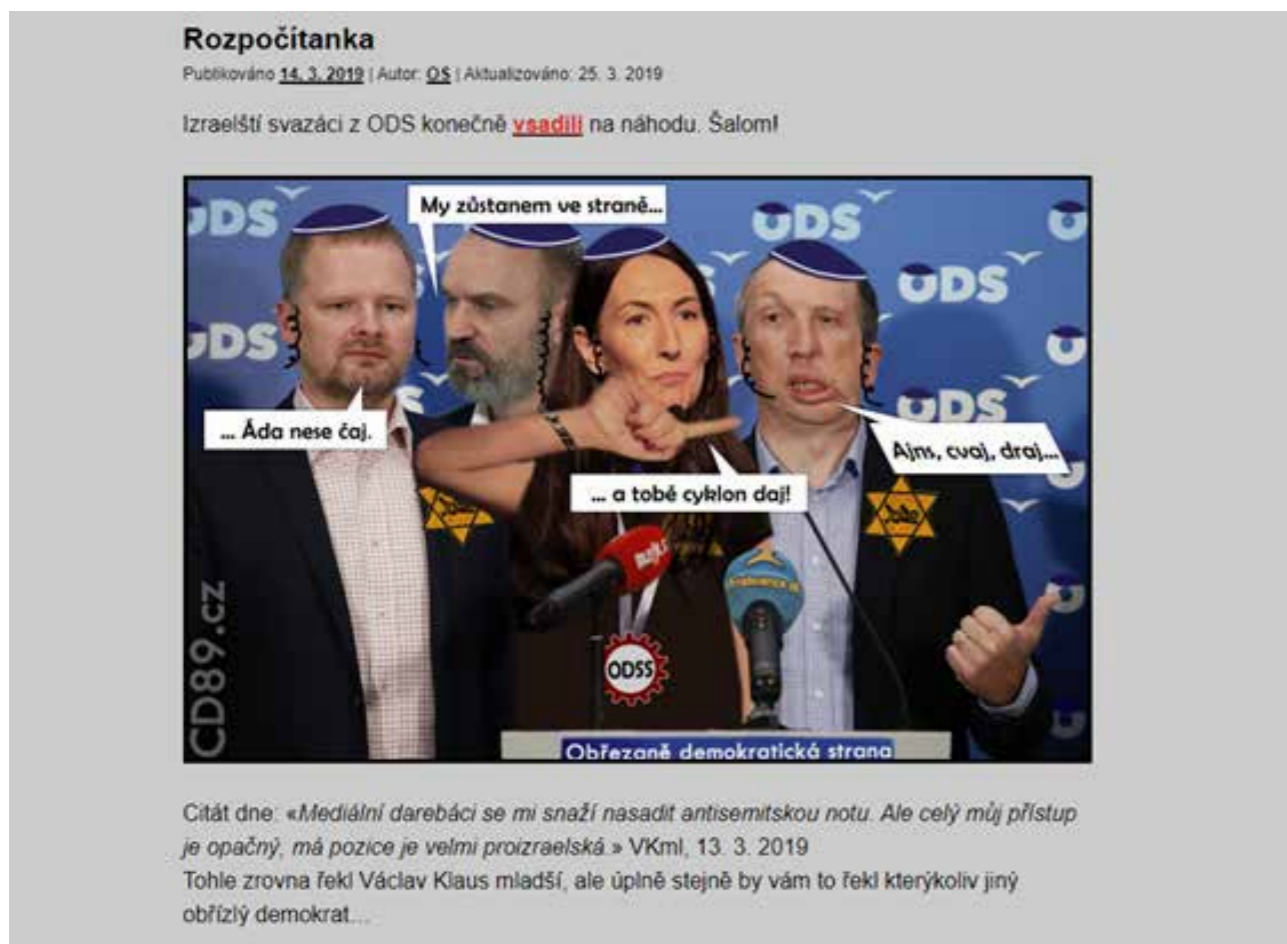 Rozpočítanka
Publikováno 14. 3. 2019 | Autor: OS | Aktualizováno: 25. 3. 2019
Izraelští svazáci z ODS konečně vsadili na náhodu. Šalom!
My zůstanem ve straně...
ODS
ODS
ODS
ODS
ODS
ODS
... Áda nese čaj.
Ajns, cvaj, draj...
... a tobě cyklon daj!
CD89.cz
ODSS
Obřezaně demokratická strana
Citát dne: «Mediální darebáci se mi snaží nasadit antisemitskou notu. Ale celý můj přístup
je opačný, má pozice je velmi proizraelská.» VKml, 13. 3. 2019
Tohle zrovna řekl Václav Klaus mladší, ale úplně stejně by vám to řekl kterýkoliv jiný
obřízlý demokrat...